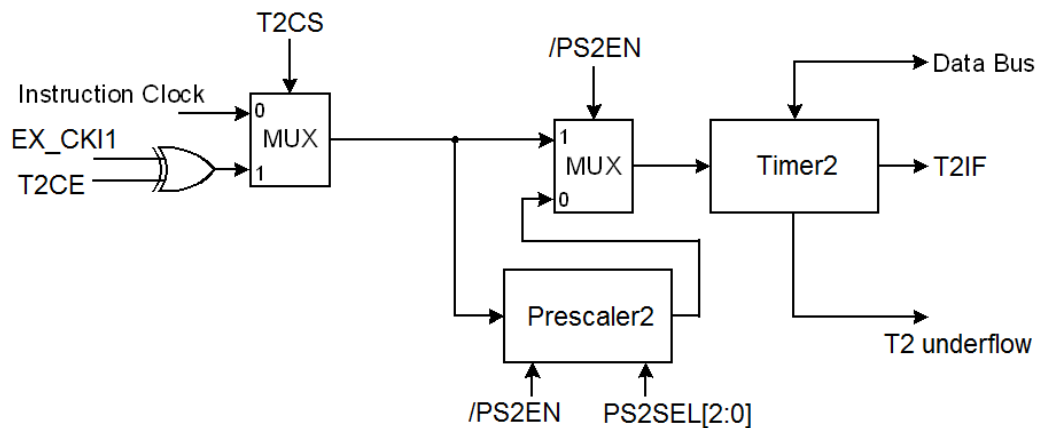 T2CS
/PS2EN
Data Bus
Instruction Clock
0
EX_CKI1
MUX
1
MUX
Timer2
T2IF
T2CE
1
0
Prescaler2
T2 underflow
/PS2EN
PS2SEL[2:0]